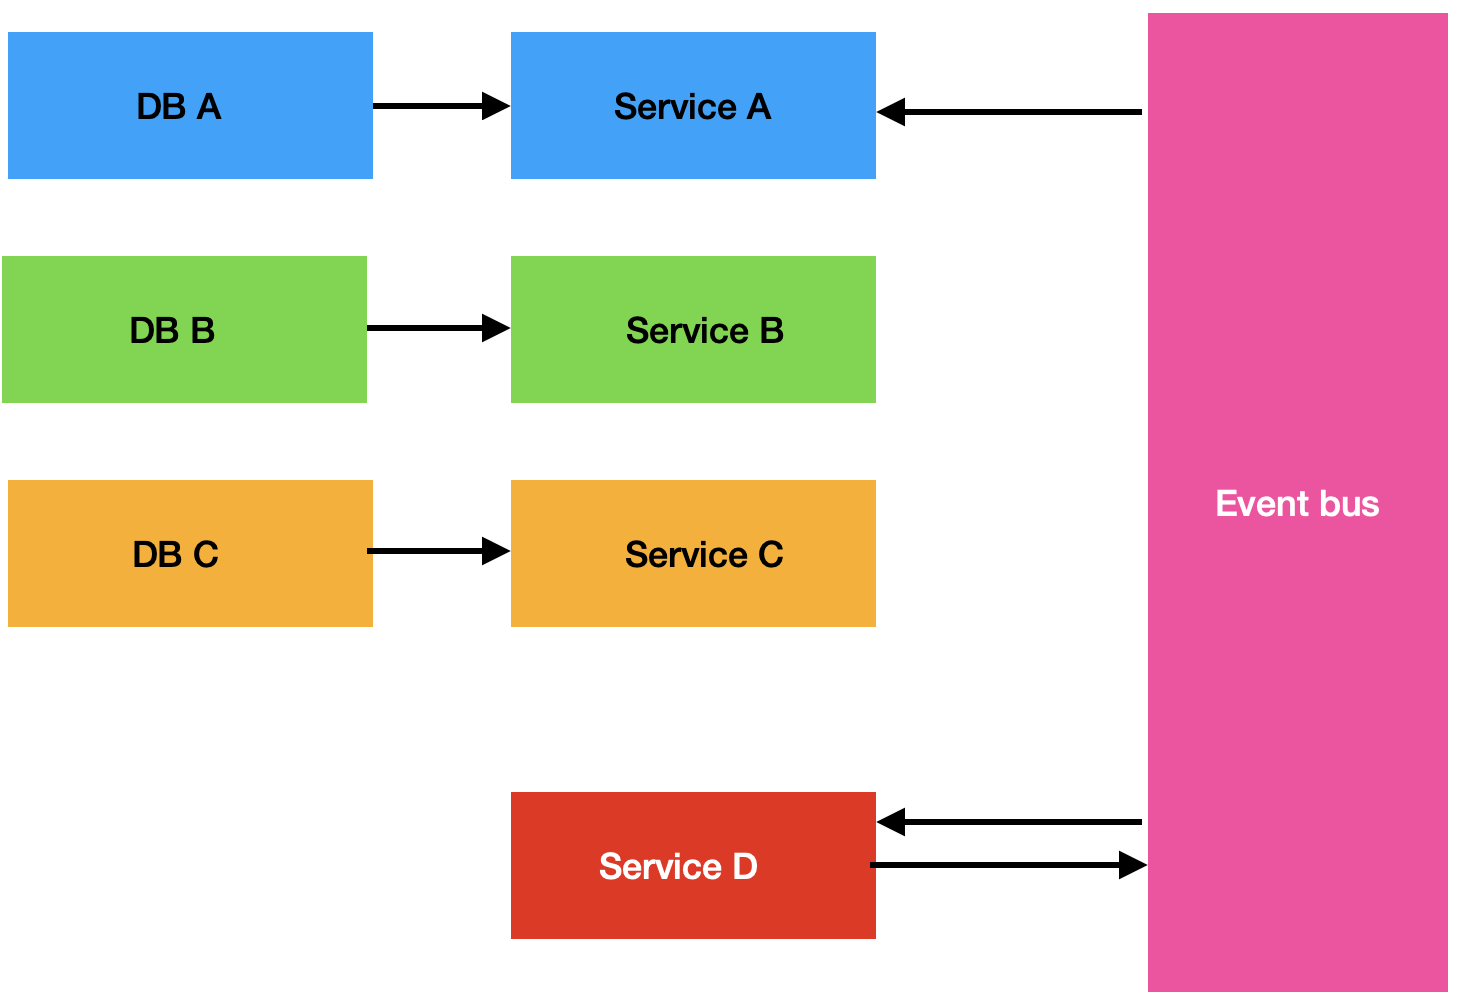 DB A
Service A
DB B
Service B
DB C
Service C
Event bus
Service D